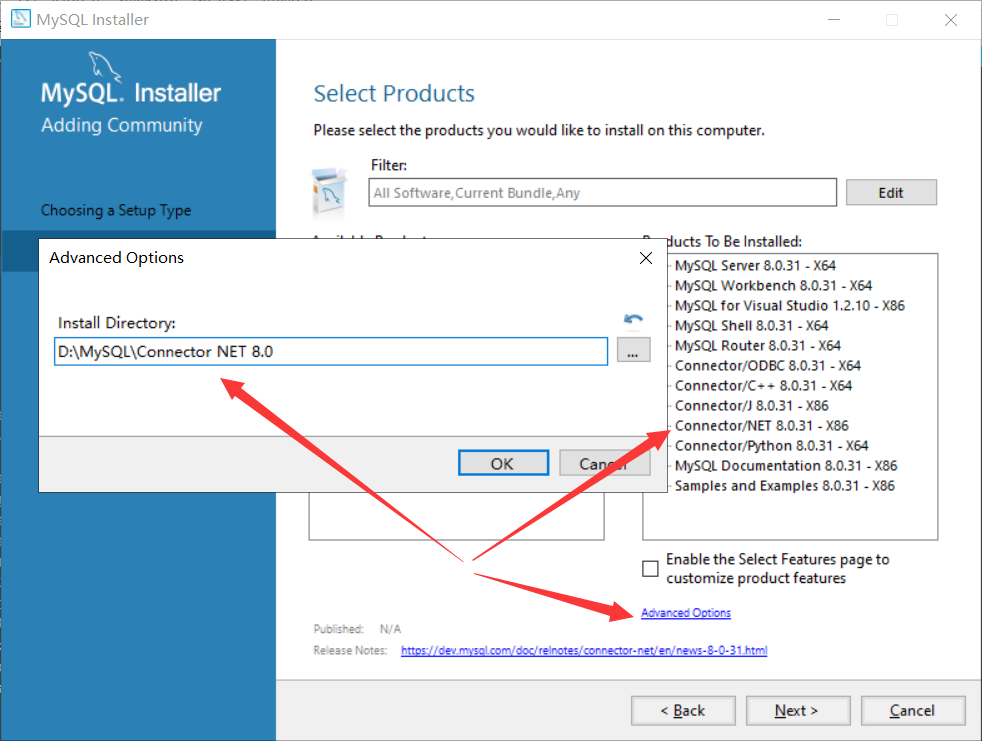 MySQL Installer
MySQL. Installer
Adding Community
Choosing a Setup Type
Select Products
Please select the products you would like to install on this computer.
Filter:
All Software,Current Bundle,Any
Edit
Products To Be Installed:
MySQL Server 8.0.31 - X64
MySQL Workbench 8.0.31 - X64
MySQL for Visual Studio 1.2.10 - X86
MySQL Shell 8.0.31 - X64
MySQL Router 8.0.31 - X64
Connector/ODBC 8.0.31 - X64
Connector/C++ 8.0.31 - X64
Connector/J 8.0.31 - X86
Connector/NET 8.0.31 - X86
Connector/Python 8.0.31 - X64
MySQL Documentation 8.0.31 - X86
Samples and Examples 8.0.31 - X86
Advanced Options
Install Directory:
D:\MySQL\Connector NET 8.0
...
OK
Cancel
Enable the Select Features page to
customize product features
Advanced Options
Published: N/A
Release Notes: https://dev.mysql.com/doc/relnotes/connector-net/en/news-8-0-31.html
< Back
Next >
Cancel